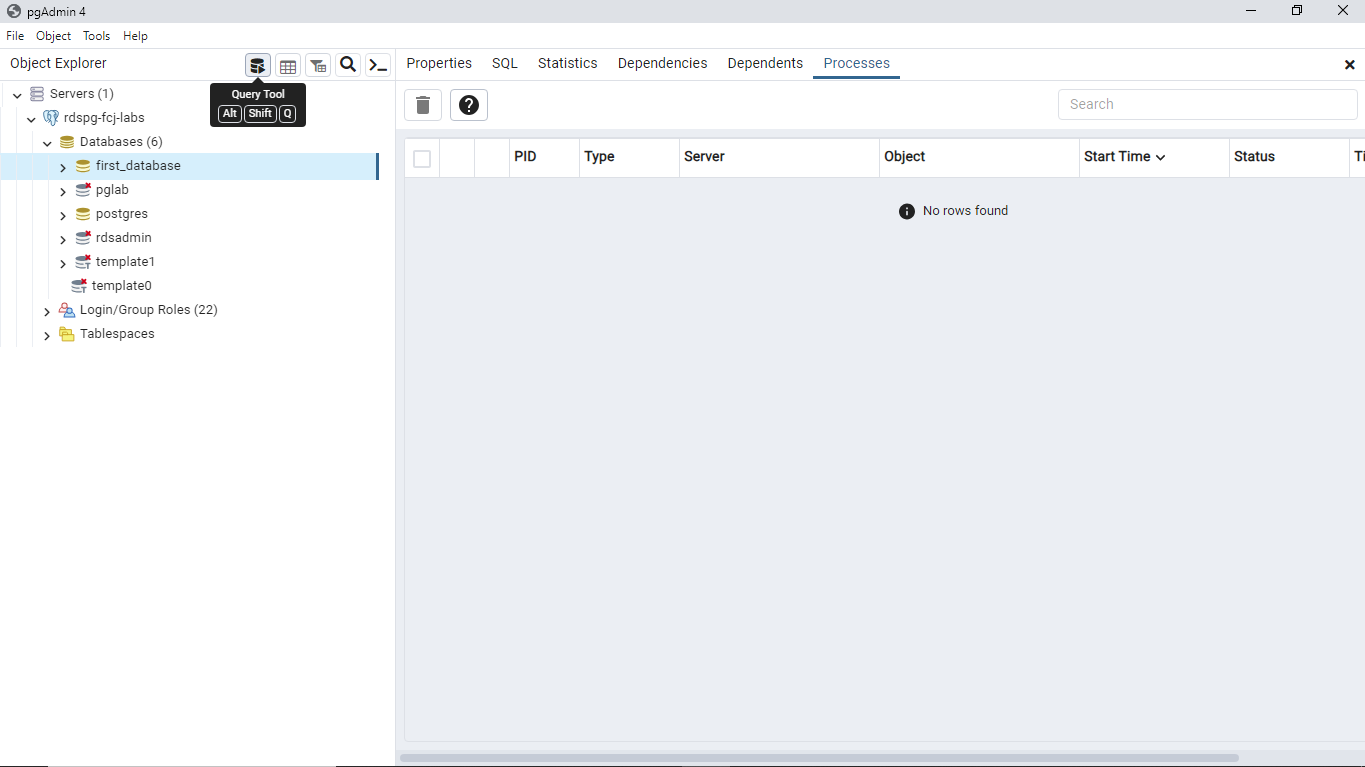 pgAdmin 4
File Object Tools Help
Object Explorer
Properties SQL Statistics Dependencies Dependents Processes
Query Tool
Alt Shift Q
Search
Servers (1)
rdspg-fcj-labs
Databases (6)
first_database
pglab
postgres
rdsadmin
template1
template0
Login/Group Roles (22)
Tablespaces
PID Type Server Object Start Time Status Ti
No rows found